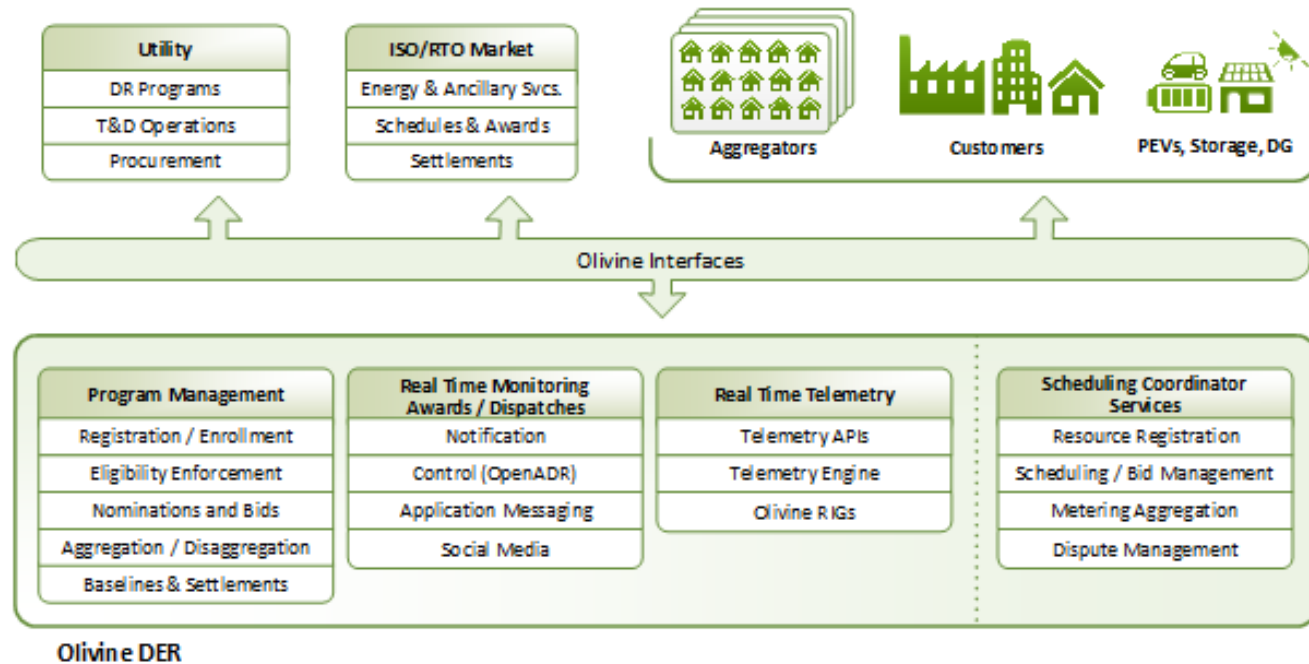 Utility
DR Programs
T&D Operations
Procurement
ISO/RTO Market
Energy & Ancillary Svcs.
Schedules & Awards
Settlements
Aggregators
Customers
PEVs, Storage, DG
Olivine Interfaces
Program Management
Registration / Enrollment
Eligibility Enforcement
Nominations and Bids
Aggregation / Disaggregation
Baselines & Settlements
Real Time Monitoring
Awards / Dispatches
Notification
Control (OpenADR)
Application Messaging
Social Media
Real Time Telemetry
Telemetry APIs
Telemetry Engine
Olivine RIGs
Scheduling Coordinator
Services
Resource Registration
Scheduling / Bid Management
Metering Aggregation
Dispute Management
Olivine DER